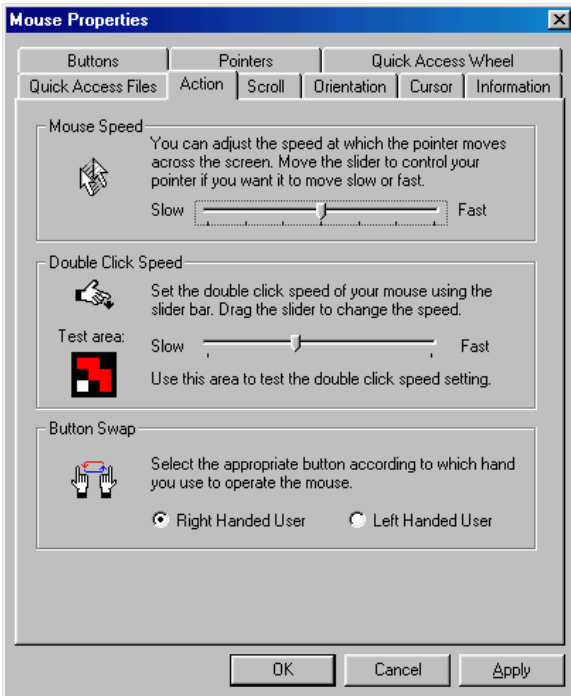 Mouse Properties
Buttons
Pointers
Quick Access Wheel
Quick Access Files
Action
Scroll
Orientation
Cursor
Information
Mouse Speed
You can adjust the speed at which the pointer moves
across the screen. Move the slider to control your
pointer if you want it to move slow or fast.
Slow
Fast
Double Click Speed
Set the double click speed of your mouse using the
slider bar. Drag the slider to change the speed.
Test area:
Slow
Fast
Use this area to test the double click speed setting.
Button Swap
Select the appropriate button according to which hand
you use to operate the mouse.
Right Handed User
Left Handed User
OK
Cancel
Apply